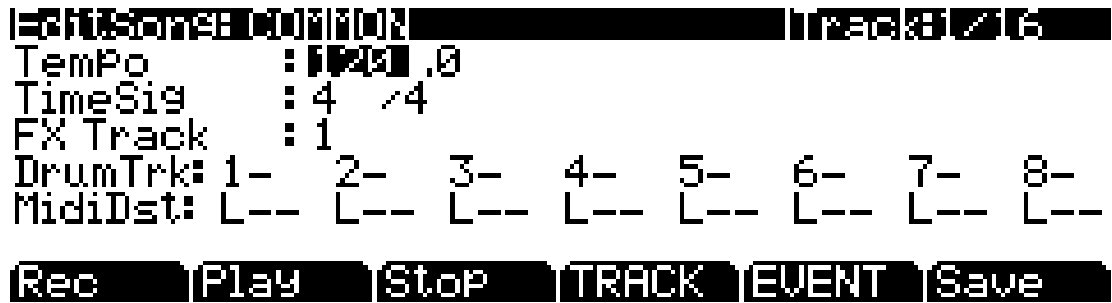 EditSong:COMMON Track:1/16
Tempo :120 .0
TimeSig :4 /4
FX Track :1
DrumTrk:1- 2- 3- 4- 5- 6- 7- 8-
MidiDst:L-- L-- L-- L-- L-- L-- L-- L--
Rec Play Stop TRACK EVENT Save